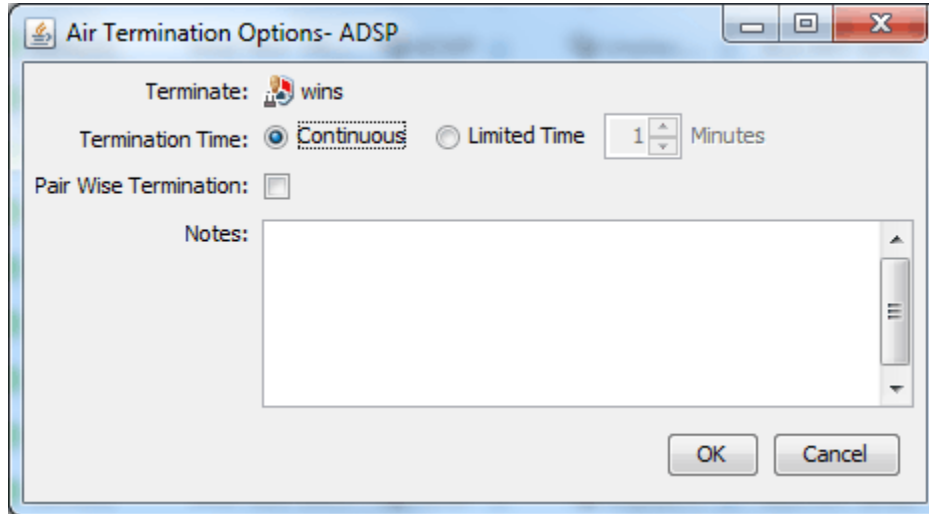 Air Termination Options- ADSP
Terminate: wins
Termination Time: Continuous Limited Time 1 Minutes
Pair Wise Termination:
Notes:
OK Cancel